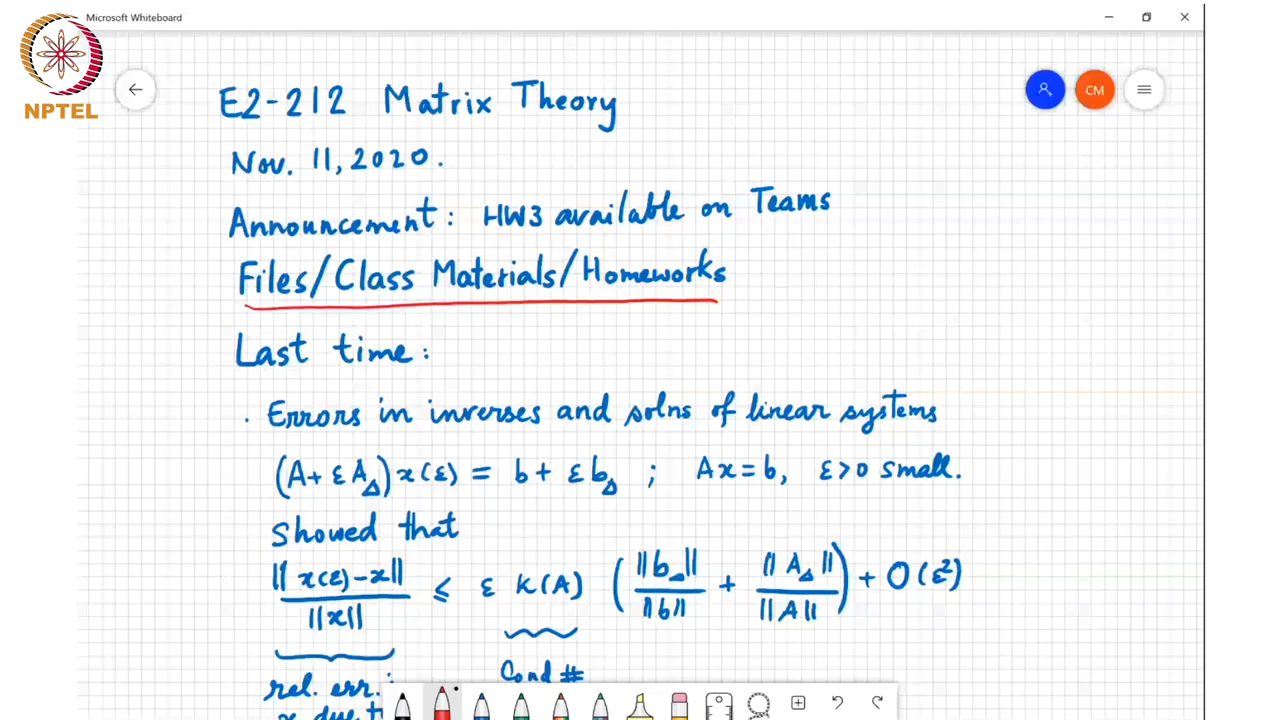 Microsoft Whiteboard
NPTEL
CM
E2-212 Matrix Theory
Nov. 11, 2020.
Announcement: HW3 available on Teams
Files/Class Materials/Homeworks
Last time:
. Errors in inverses and solns of linear systems
(A+ εA_Δ) x(ε) = b + εb_Δ ; Ax=b, ε>0 small.
Showed that
||x(ε)-x|| / ||x|| ≤ ε K(A) ( ||b_Δ|| / ||b|| + ||A_Δ|| / ||A|| ) + O(ε²)
Cond #
rel. err.